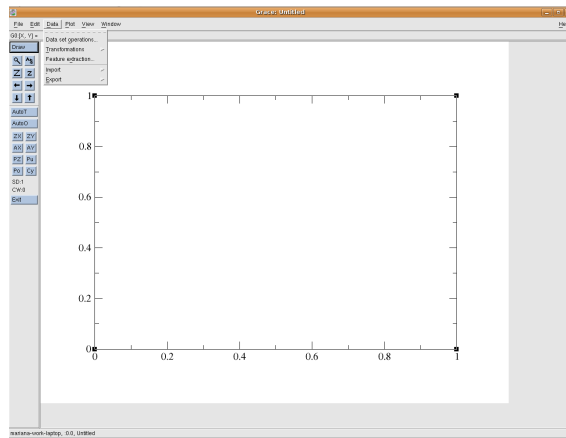 Grace: Untitled
File Edit Data Plot View Window He
G0:[X, Y] =
Draw
Data set operations...
Transformations
Feature extraction...
Import
Export
Z z
AutoT
AutoO
ZX ZY
AX AY
PZ Pu
Po Cy
SD:1
CW:0
Exit
1
0.8
0.6
0.4
0.2
0
0 0.2 0.4 0.6 0.8 1
mariana-work-laptop, :0.0, Untitled